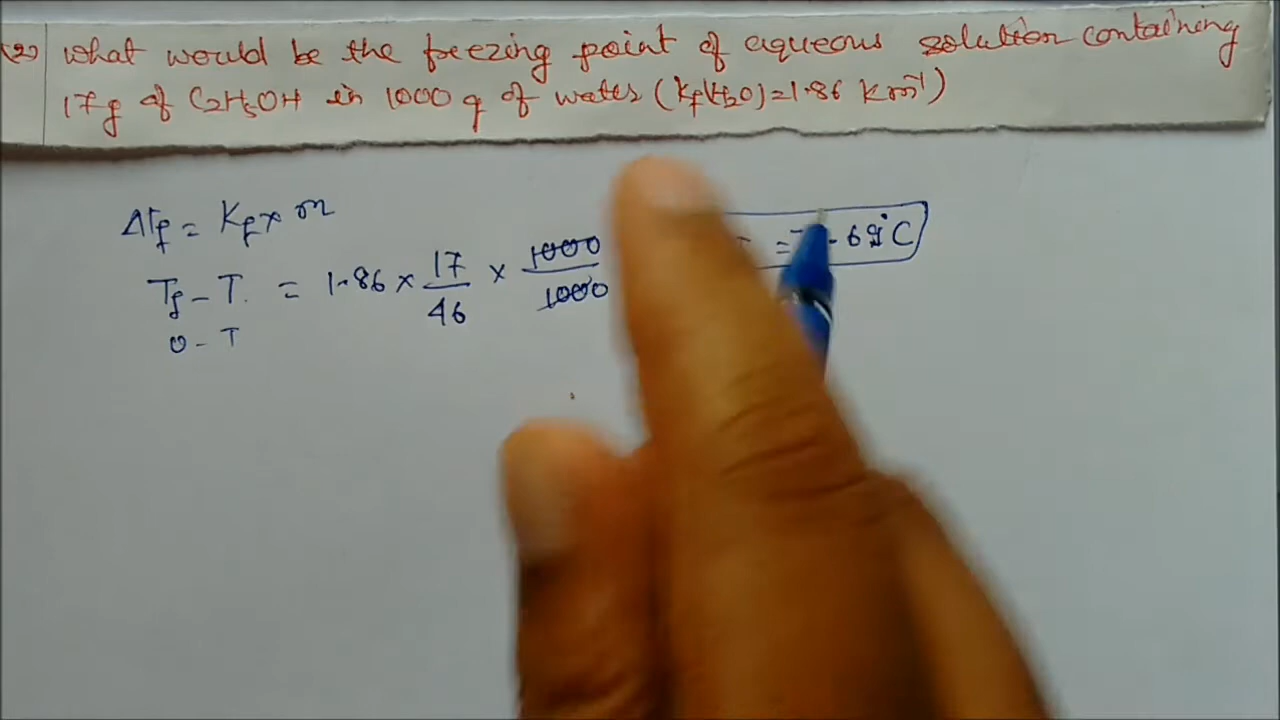 (2) What would be the freezing point of aqueous solution containing
17g of C2H5OH in 1000 g of water (Kf(H2O)=1.86 K m⁻¹)
ΔTf = Kf × m
Tf - T = 1.86 × 17/46 × 1000/1000
0 - T
69°C